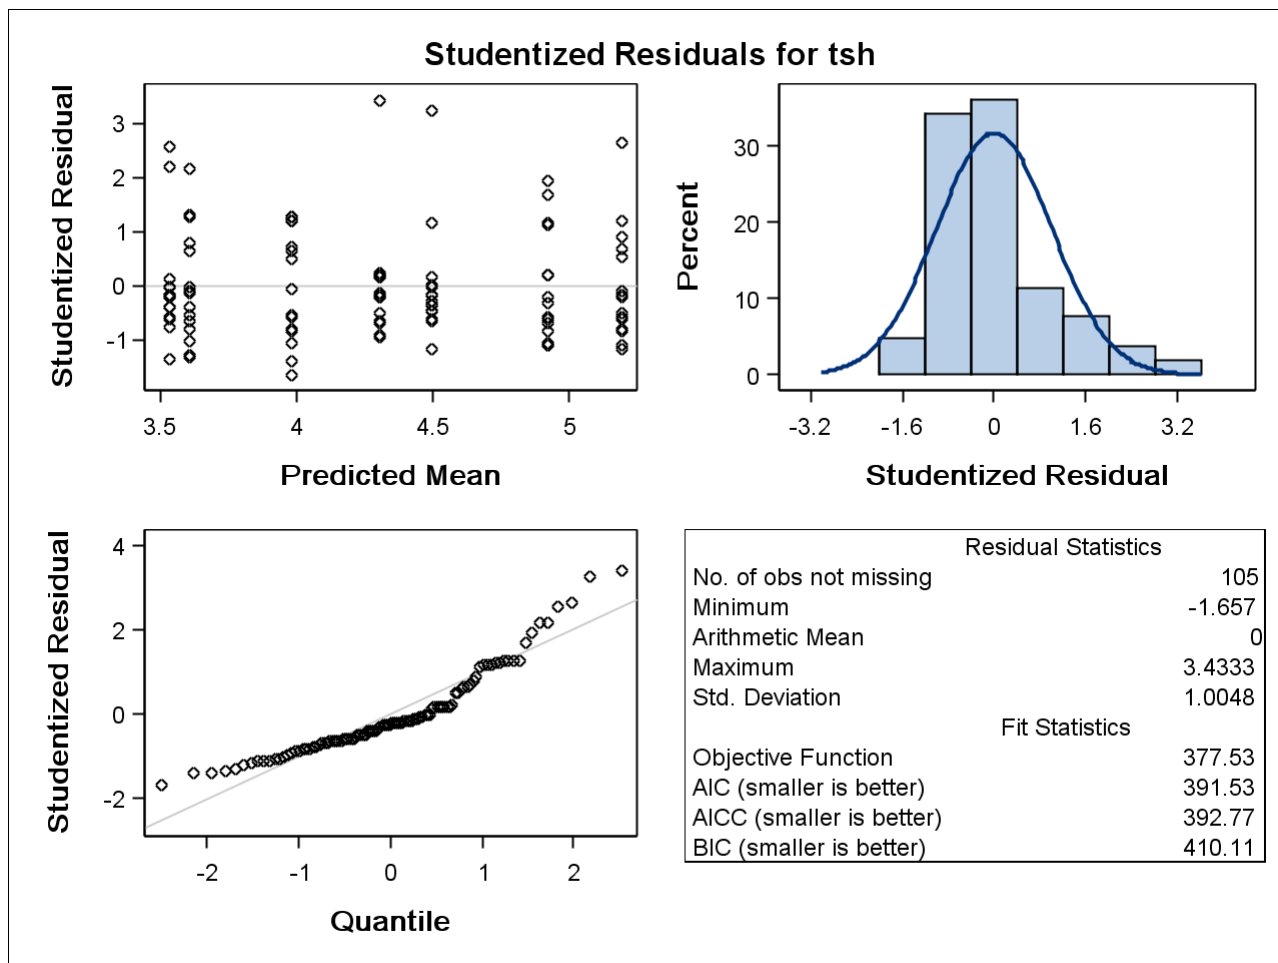 Studentized Residuals for tsh
Studentized Residual
3
2
1
0
-1
3.5 4 4.5 5
Predicted Mean
Percent
30
20
10
0
-3.2 -1.6 0 1.6 3.2
Studentized Residual
Studentized Residual
4
2
0
-2
-2 -1 0 1 2
Quantile
Residual Statistics
No. of obs not missing 105
Minimum -1.657
Arithmetic Mean 0
Maximum 3.4333
Std. Deviation 1.0048
Fit Statistics
Objective Function 377.53
AIC (smaller is better) 391.53
AICC (smaller is better) 392.77
BIC (smaller is better) 410.11